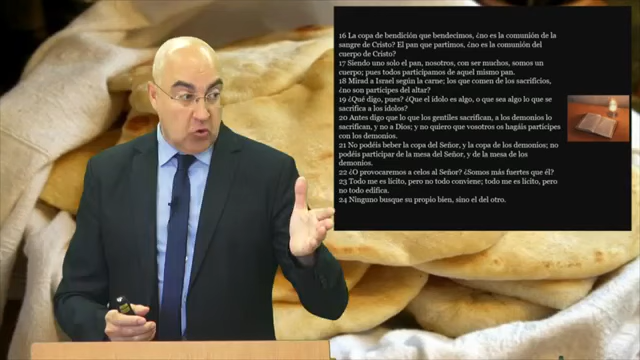 16 La copa de bendición que bendecimos, ¿no es la comunión de la
sangre de Cristo? El pan que partimos, ¿no es la comunión del
cuerpo de Cristo?
17 Siendo uno solo el pan, nosotros, con ser muchos, somos un
cuerpo; pues todos participamos de aquel mismo pan.
18 Mirad a Israel según la carne; los que comen de los sacrificios,
¿no son partícipes del altar?
19 ¿Qué digo, pues? ¿Que el ídolo es algo, o que sea algo lo que se
sacrifica a los ídolos?
20 Antes digo que lo que los gentiles sacrifican, a los demonios lo
sacrifican, y no a Dios; y no quiero que vosotros os hagáis partícipes
con los demonios.
21 No podéis beber la copa del Señor, y la copa de los demonios; no
podéis participar de la mesa del Señor, y de la mesa de los
demonios.
22 ¿O provocaremos a celos al Señor? ¿Somos más fuertes que él?
23 Todo me es lícito, pero no todo conviene; todo me es lícito, pero
no todo edifica.
24 Ninguno busque su propio bien, sino el del otro.